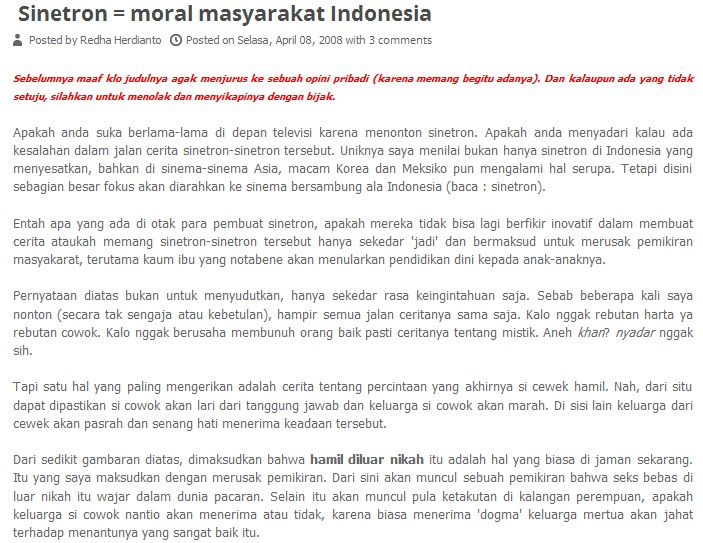 Sinetron = moral masyarakat Indonesia
Posted by Redha Herdianto Posted on Selasa, April 08, 2008 with 3 comments
Sebelumnya maaf klo judulnya agak menjurus ke sebuah opini pribadi (karena memang begitu adanya). Dan kalaupun ada yang tidak
setuju, silahkan untuk menolak dan menyikapinya dengan bijak.
Apakah anda suka berlama-lama di depan televisi karena menonton sinetron. Apakah anda menyadari kalau ada
kesalahan dalam jalan cerita sinetron-sinetron tersebut. Uniknya saya menilai bukan hanya sinetron di Indonesia yang
menyesatkan, bahkan di sinema-sinema Asia, macam Korea dan Meksiko pun mengalami hal serupa. Tetapi disini
sebagian besar fokus akan diarahkan ke sinema bersambung ala Indonesia (baca : sinetron).
Entah apa yang ada di otak para pembuat sinetron, apakah mereka tidak bisa lagi berfikir inovatif dalam membuat
cerita ataukah memang sinetron-sinetron tersebut hanya sekedar 'jadi' dan bermaksud untuk merusak pemikiran
masyakarat, terutama kaum ibu yang notabene akan menularkan pendidikan dini kepada anak-anaknya.
Pernyataan diatas bukan untuk menyudutkan, hanya sekedar rasa keingintahuan saja. Sebab beberapa kali saya
nonton (secara tak sengaja atau kebetulan), hampir semua jalan ceritanya sama saja. Kalo nggak rebutan harta ya
rebutan cowok. Kalo nggak berusaha membunuh orang baik pasti ceritanya tentang mistik. Aneh khan? nyadar nggak
sih.
Tapi satu hal yang paling mengerikan adalah cerita tentang percintaan yang akhirnya si cewek hamil. Nah, dari situ
dapat dipastikan si cowok akan lari dari tanggung jawab dan keluarga si cowok akan marah. Di sisi lain keluarga dari
cewek akan pasrah dan senang hati menerima keadaan tersebut.
Dari sedikit gambaran diatas, dimaksudkan bahwa hamil diluar nikah itu adalah hal yang biasa di jaman sekarang.
Itu yang saya maksudkan dengan merusak pemikiran. Dari sini akan muncul sebuah pemikiran bahwa seks bebas di
luar nikah itu wajar dalam dunia pacaran. Selain itu akan muncul pula ketakutan di kalangan perempuan, apakah
keluarga si cowok nantio akan menerima atau tidak, karena biasa menerima 'dogma' keluarga mertua akan jahat
terhadap menantunya yang sangat baik itu.